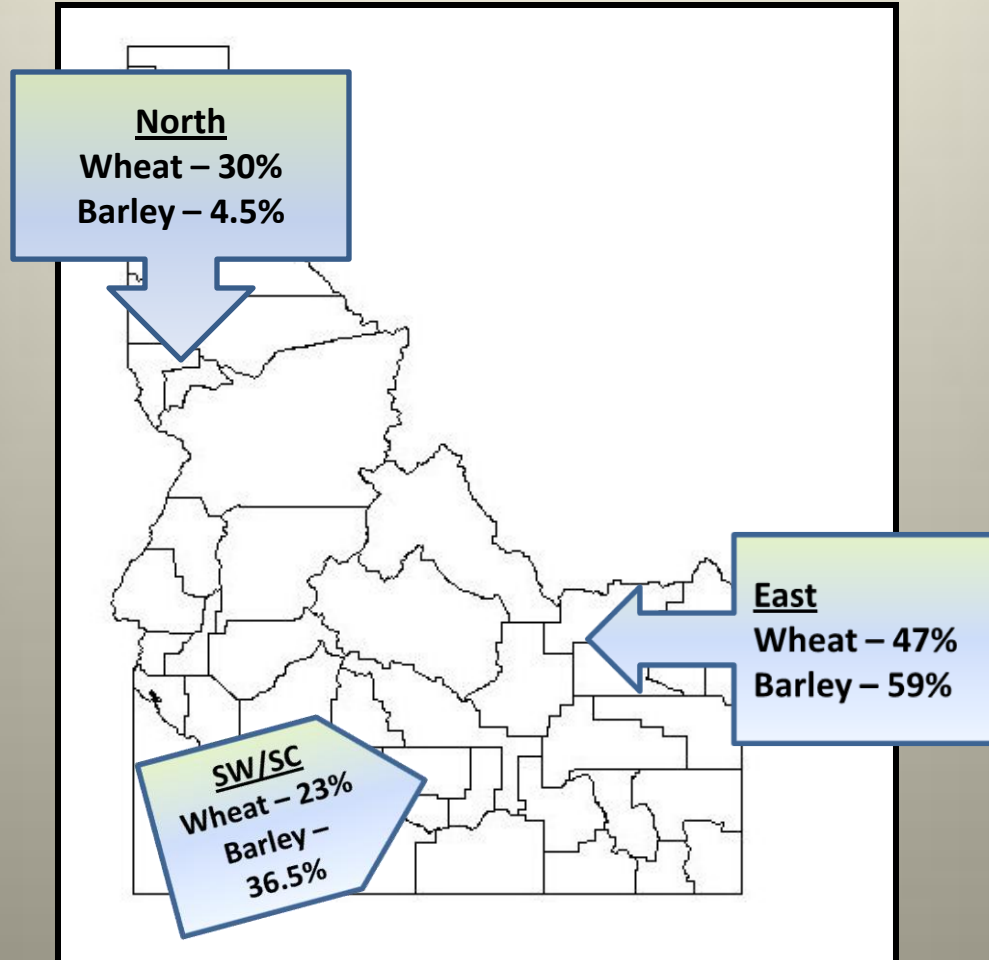 North
Wheat – 30%
Barley – 4.5%
East
Wheat – 47%
Barley – 59%
SW/SC
Wheat – 23%
Barley –
36.5%